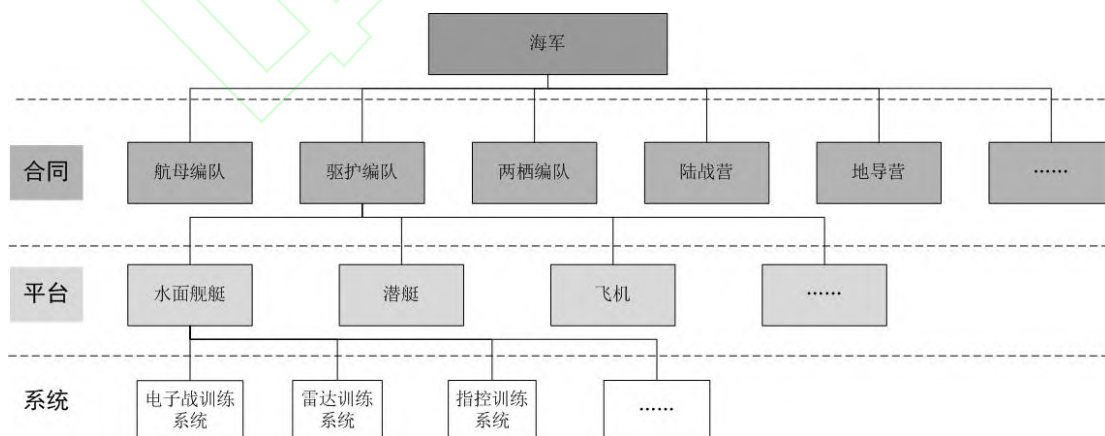 海军
合同
航母编队
驱护编队
两栖编队
陆战营
地导营
……
平台
水面舰艇
潜艇
飞机
……
系统
电子战训练
系统
雷达训练
系统
指控训练
系统
……